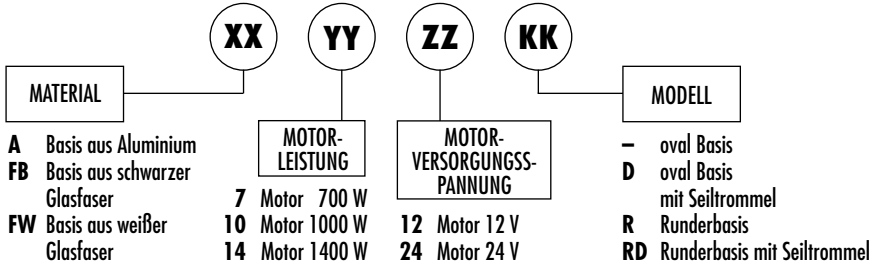 XX YY ZZ KK
MATERIAL
A Basis aus Aluminium
FB Basis aus schwarzer
Glasfaser
FW Basis aus weißer
Glasfaser
MOTOR-
LEISTUNG
7 Motor 700 W
10 Motor 1000 W
14 Motor 1400 W
MOTOR-
VERSORGUNGSS-
PANNUNG
12 Motor 12 V
24 Motor 24 V
MODELL
– oval Basis
D oval Basis
mit Seiltrommel
R Runderbasis
RD Runderbasis mit Seiltrommel